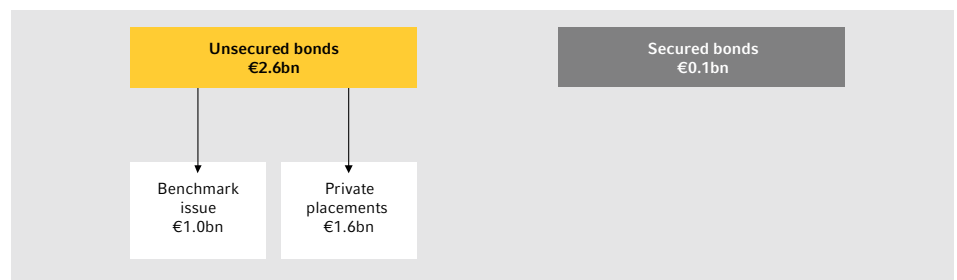 Unsecured bonds
€2.6bn
Secured bonds
€0.1bn
Benchmark
issue
€1.0bn
Private
placements
€1.6bn